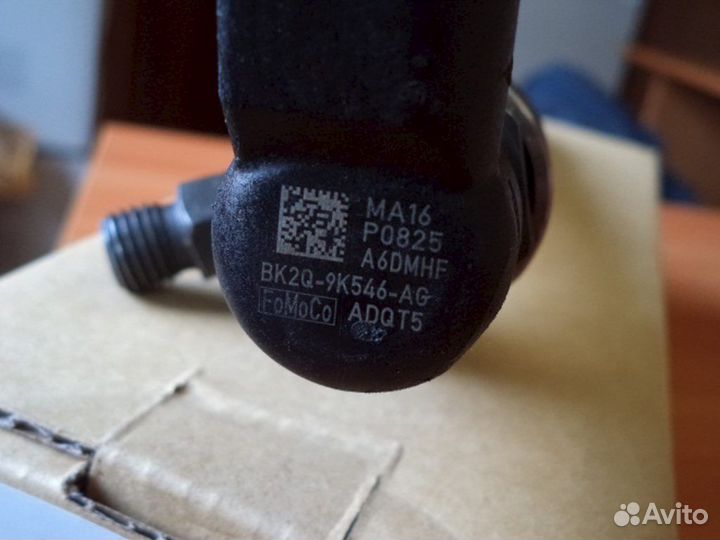 MA16
P0825
A6DMHF
BK2Q-9K546-AG
FoMoCo ADQT5
Avito